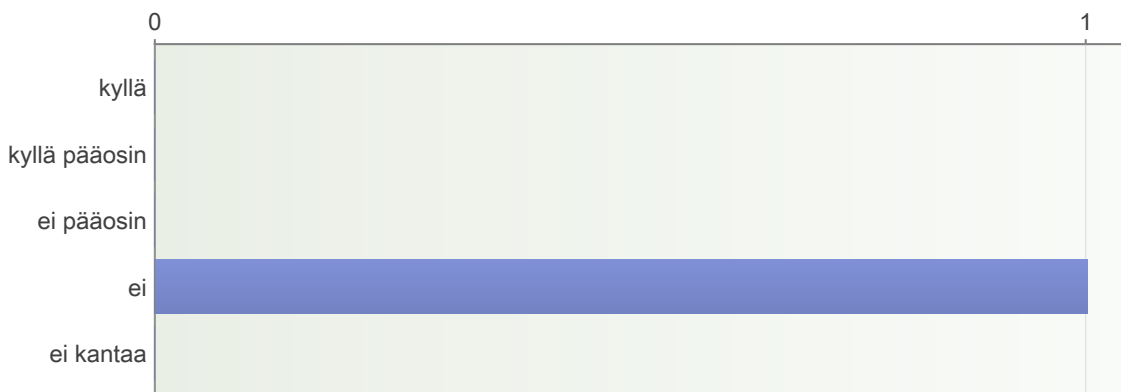 0 1
kyllä
kyllä pääosin
ei pääosin
ei
ei kantaa